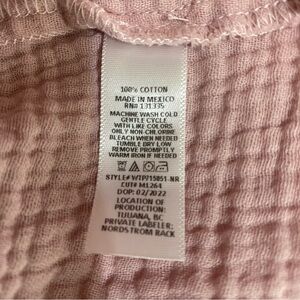 100% COTTON
MADE IN MEXICO
RN# 131335
MACHINE WASH COLD
GENTLE CYCLE
WITH LIKE COLORS
ONLY NON-CHLORINE
BLEACH WHEN NEEDED
TUMBLE DRY LOW
REMOVE PROMPTLY
WARM IRON IF NEEDED
STYLE# WTP715051-NR
CUT# M1264
DOP: 02/2022
LOCATION OF
PRODUCTION:
TIJUANA, BC
PRIVATE LABELER:
NORDSTROM RACK